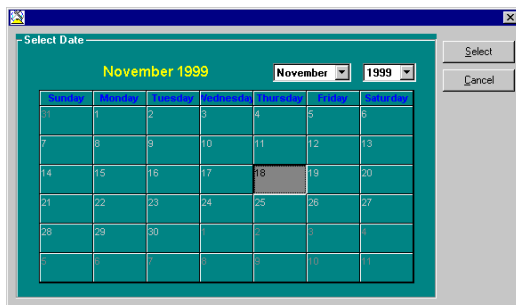 Select Date
November 1999 November 1999
Select
Cancel
Sunday Monday Tuesday Wednesday Thursday Friday Saturday
31 1 2 3 4 5 6
7 8 9 10 11 12 13
14 15 16 17 18 19 20
21 22 23 24 25 26 27
28 29 30 1 2 3 4
5 6 7 8 9 10 11